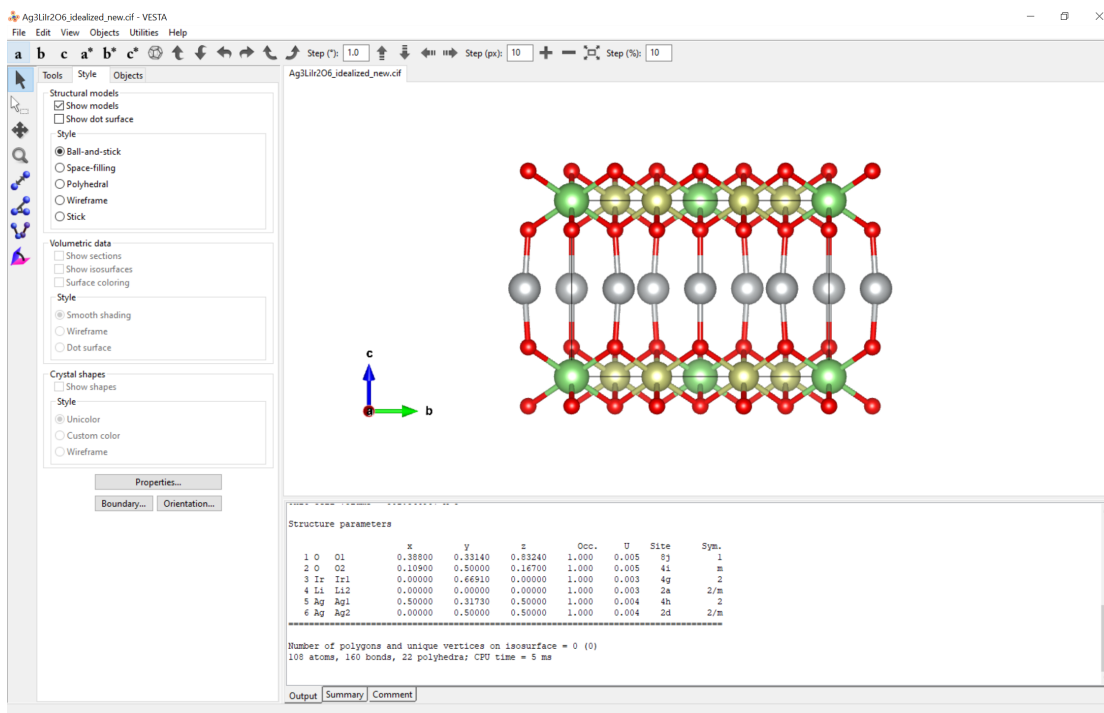 Ag3LiIr2O6_idealized_new.cif - VESTA
File Edit View Objects Utilities Help
a b c a* b* c* Step (°): 1.0 Step (px): 10 Step (%): 10
Tools Style Objects
Ag3LiIr2O6_idealized_new.cif
Structural models
Show models
Show dot surface
Style
Ball-and-stick
Space-filling
Polyhedral
Wireframe
Stick
Volumetric data
Show sections
Show isosurfaces
Surface coloring
Style
Smooth shading
Wireframe
Dot surface
Crystal shapes
Show shapes
Style
Unicolor
Custom color
Wireframe
Properties...
Boundary... Orientation...
c
a b
Structure parameters
x y z Occ. U Site Sym.
1 O O1 0.38800 0.33140 0.83240 1.000 0.005 8j 1
2 O O2 0.10900 0.50000 0.16700 1.000 0.005 4i m
3 Ir Ir1 0.00000 0.66910 0.00000 1.000 0.003 4g 2
4 Li Li2 0.00000 0.00000 0.00000 1.000 0.003 2a 2/m
5 Ag Ag1 0.50000 0.31730 0.50000 1.000 0.004 4h 2
6 Ag Ag2 0.00000 0.50000 0.50000 1.000 0.004 2d 2/m
Number of polygons and unique vertices on isosurface = 0 (0)
108 atoms, 160 bonds, 22 polyhedra; CPU time = 5 ms
Output Summary Comment